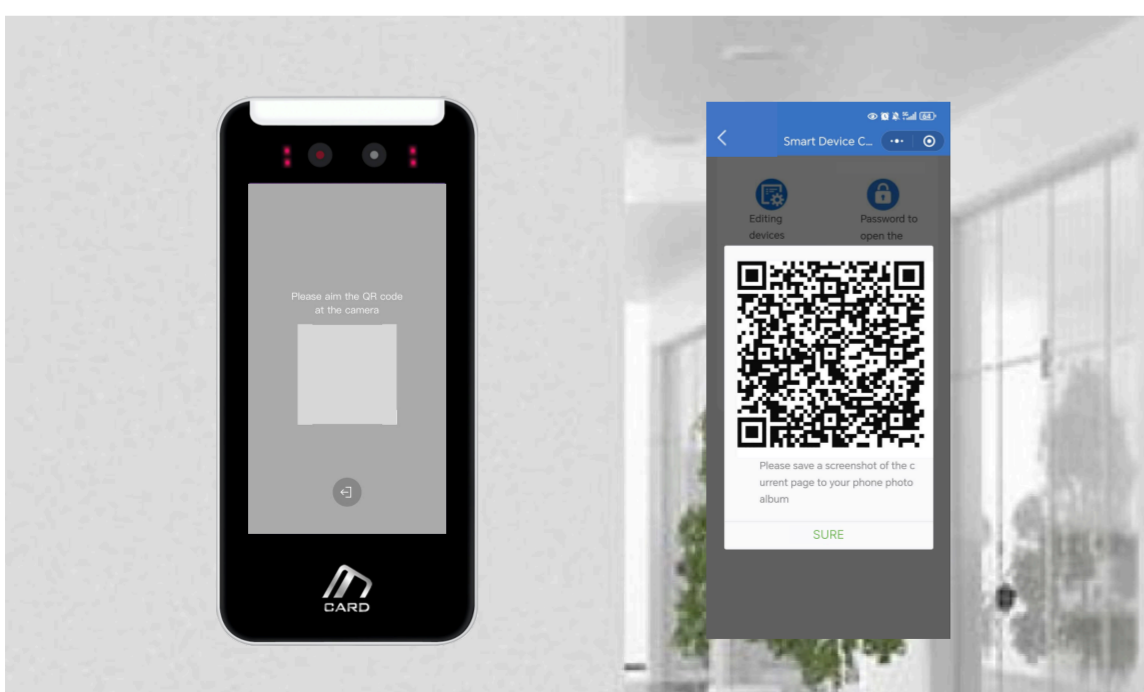 Please aim the QR code
at the camera
CARD
64
Smart Device C...
Editing
devices
Password to
open the
Please save a screenshot of the c
urrent page to your phone photo
album
SURE